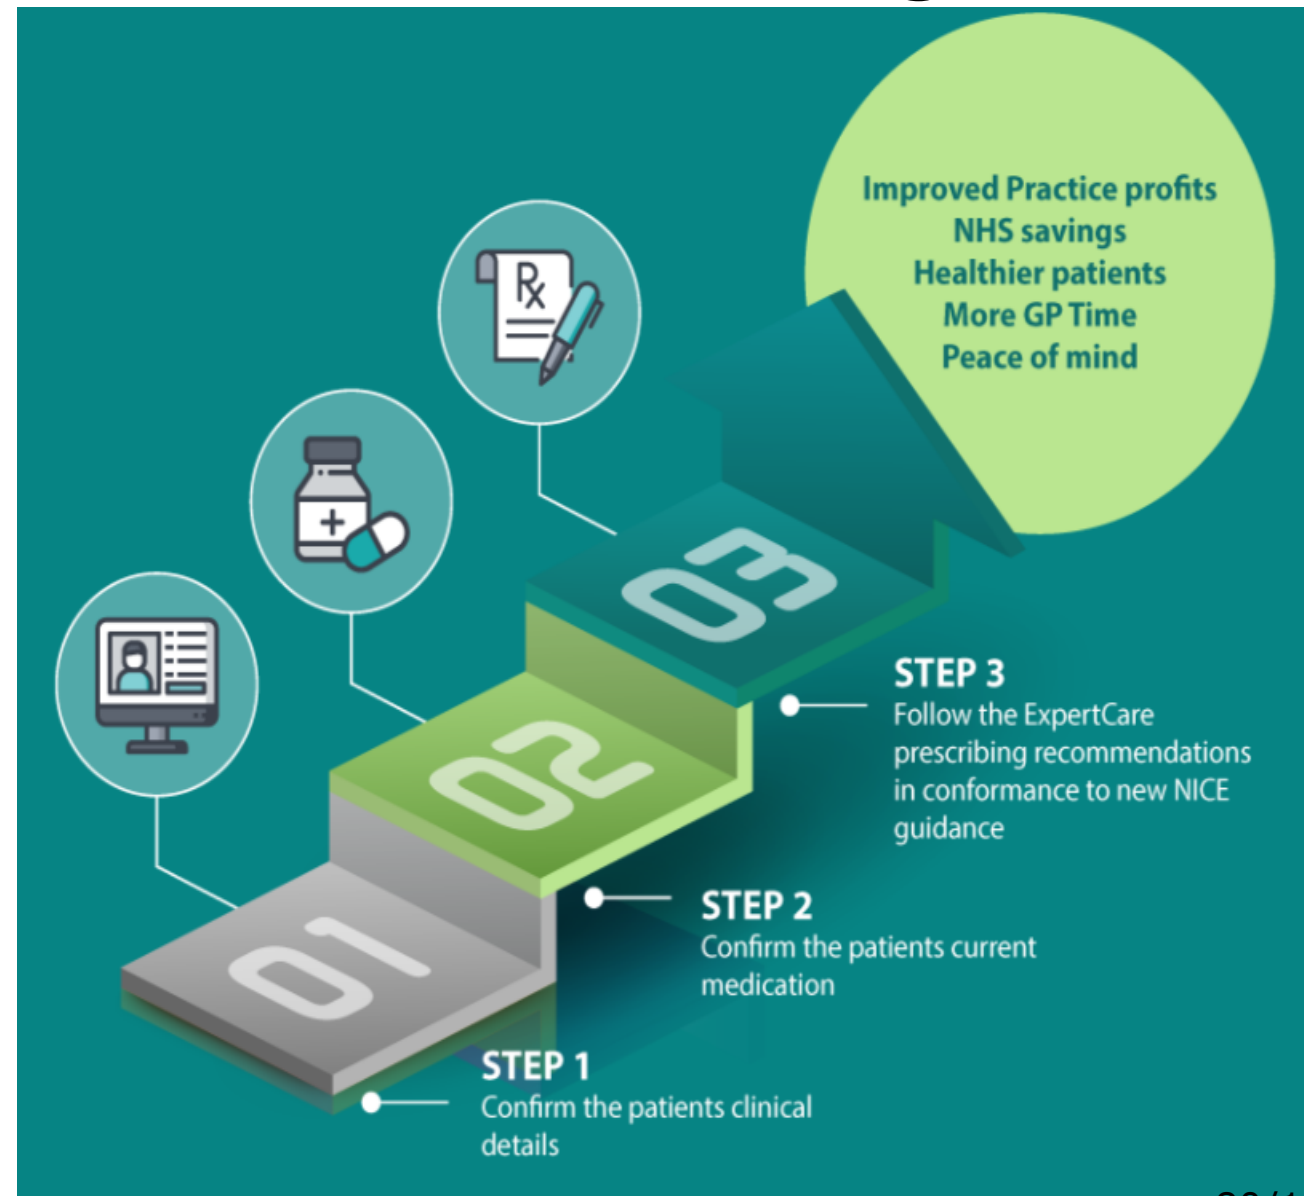 Improved Practice profits
NHS savings
Healthier patients
More GP Time
Peace of mind
Rx
03
STEP 3
Follow the ExpertCare
prescribing recommendations
in conformance to new NICE
guidance
02
STEP 2
Confirm the patients current
medication
01
STEP 1
Confirm the patients clinical
details